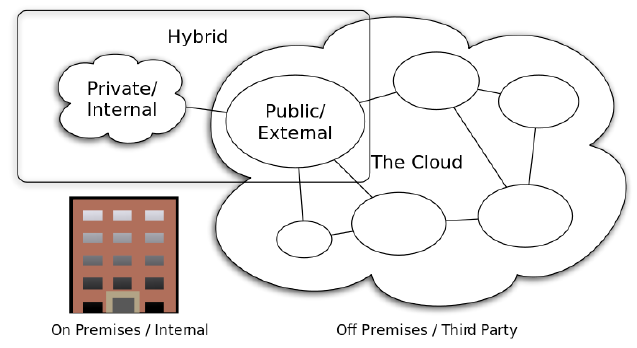 Hybrid
Private/
Internal
Public/
External
The Cloud
On Premises / Internal
Off Premises / Third Party